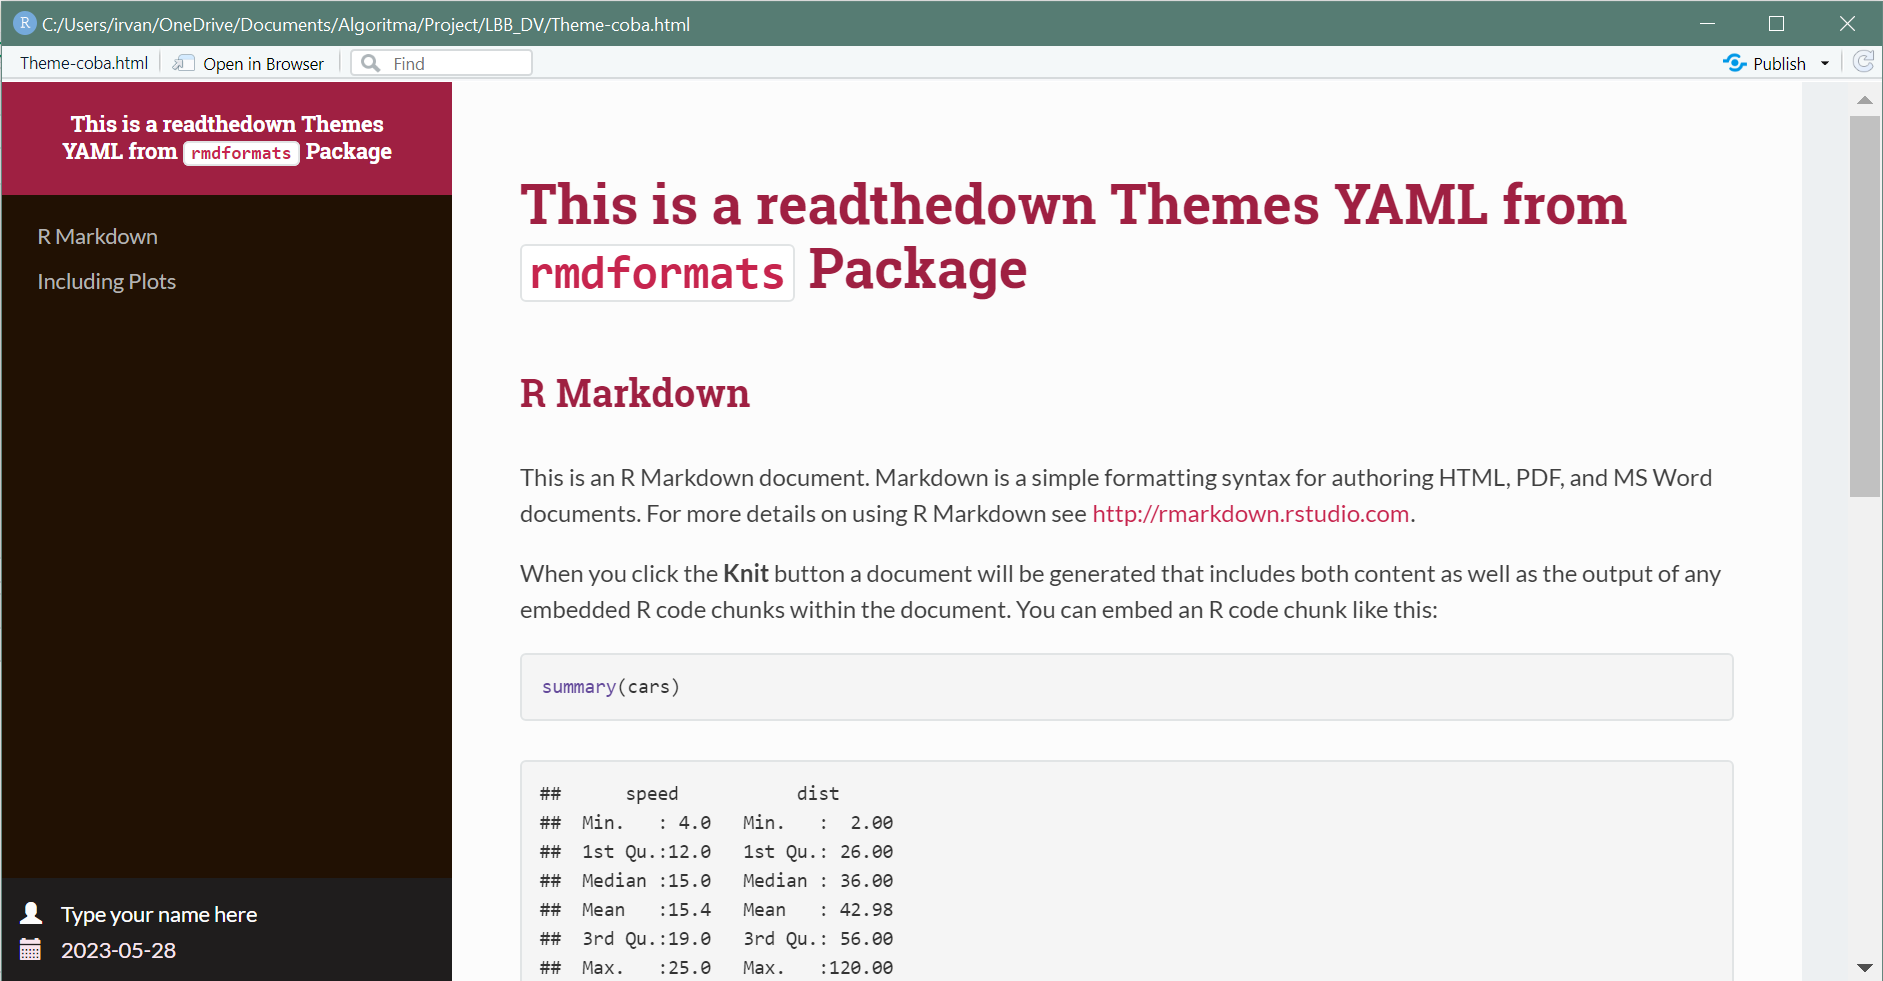 R C:/Users/irvan/OneDrive/Documents/Algoritma/Project/LBB_DV/Theme-coba.html
Theme-coba.html Open in Browser Find Publish
This is a readthedown Themes
YAML from rmdformats Package
R Markdown
Including Plots
Type your name here
2023-05-28
This is a readthedown Themes YAML from
rmdformats Package
R Markdown
This is an R Markdown document. Markdown is a simple formatting syntax for authoring HTML, PDF, and MS Word
documents. For more details on using R Markdown see http://rmarkdown.rstudio.com.
When you click the Knit button a document will be generated that includes both content as well as the output of any
embedded R code chunks within the document. You can embed an R code chunk like this:
summary(cars)
##      speed           dist
##  Min.   : 4.0   Min.   :  2.00
##  1st Qu.:12.0   1st Qu.: 26.00
##  Median :15.0   Median : 36.00
##  Mean   :15.4   Mean   : 42.98
##  3rd Qu.:19.0   3rd Qu.: 56.00
##  Max.   :25.0   Max.   :120.00